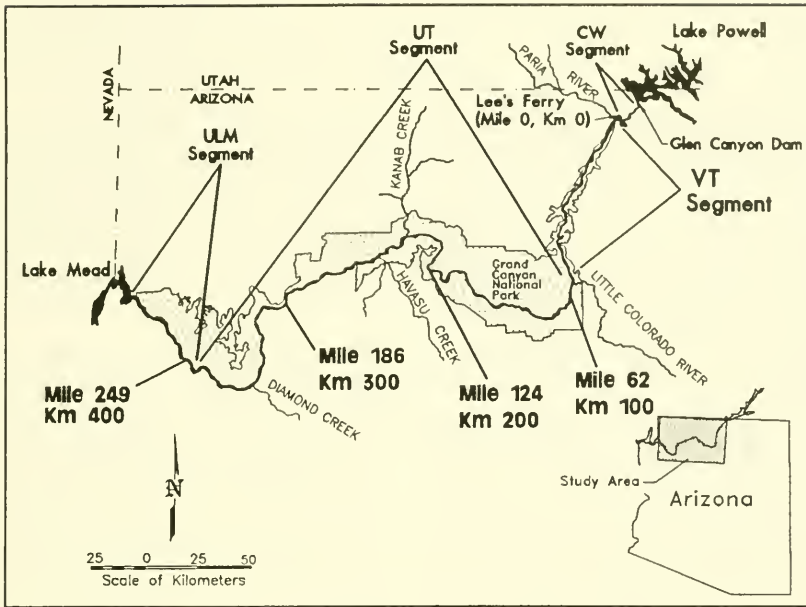 UT
Segment
CW
Segment
Lake Powell
PARIA RIVER
NEVADA
UTAH
ARIZONA
Lee's Ferry
(Mile 0, Km 0)
Glen Canyon Dam
ULM
Segment
KANAB CREEK
VT
Segment
Lake Mead
Grand
Canyon
National
Park
HAVASU CREEK
LITTLE COLORADO RIVER
Mile 186
Km 300
Mile 124
Km 200
Mile 62
Km 100
Mile 249
Km 400
DIAMOND CREEK
Study Area
Arizona
N
25 0 25 50
Scale of Kilometers